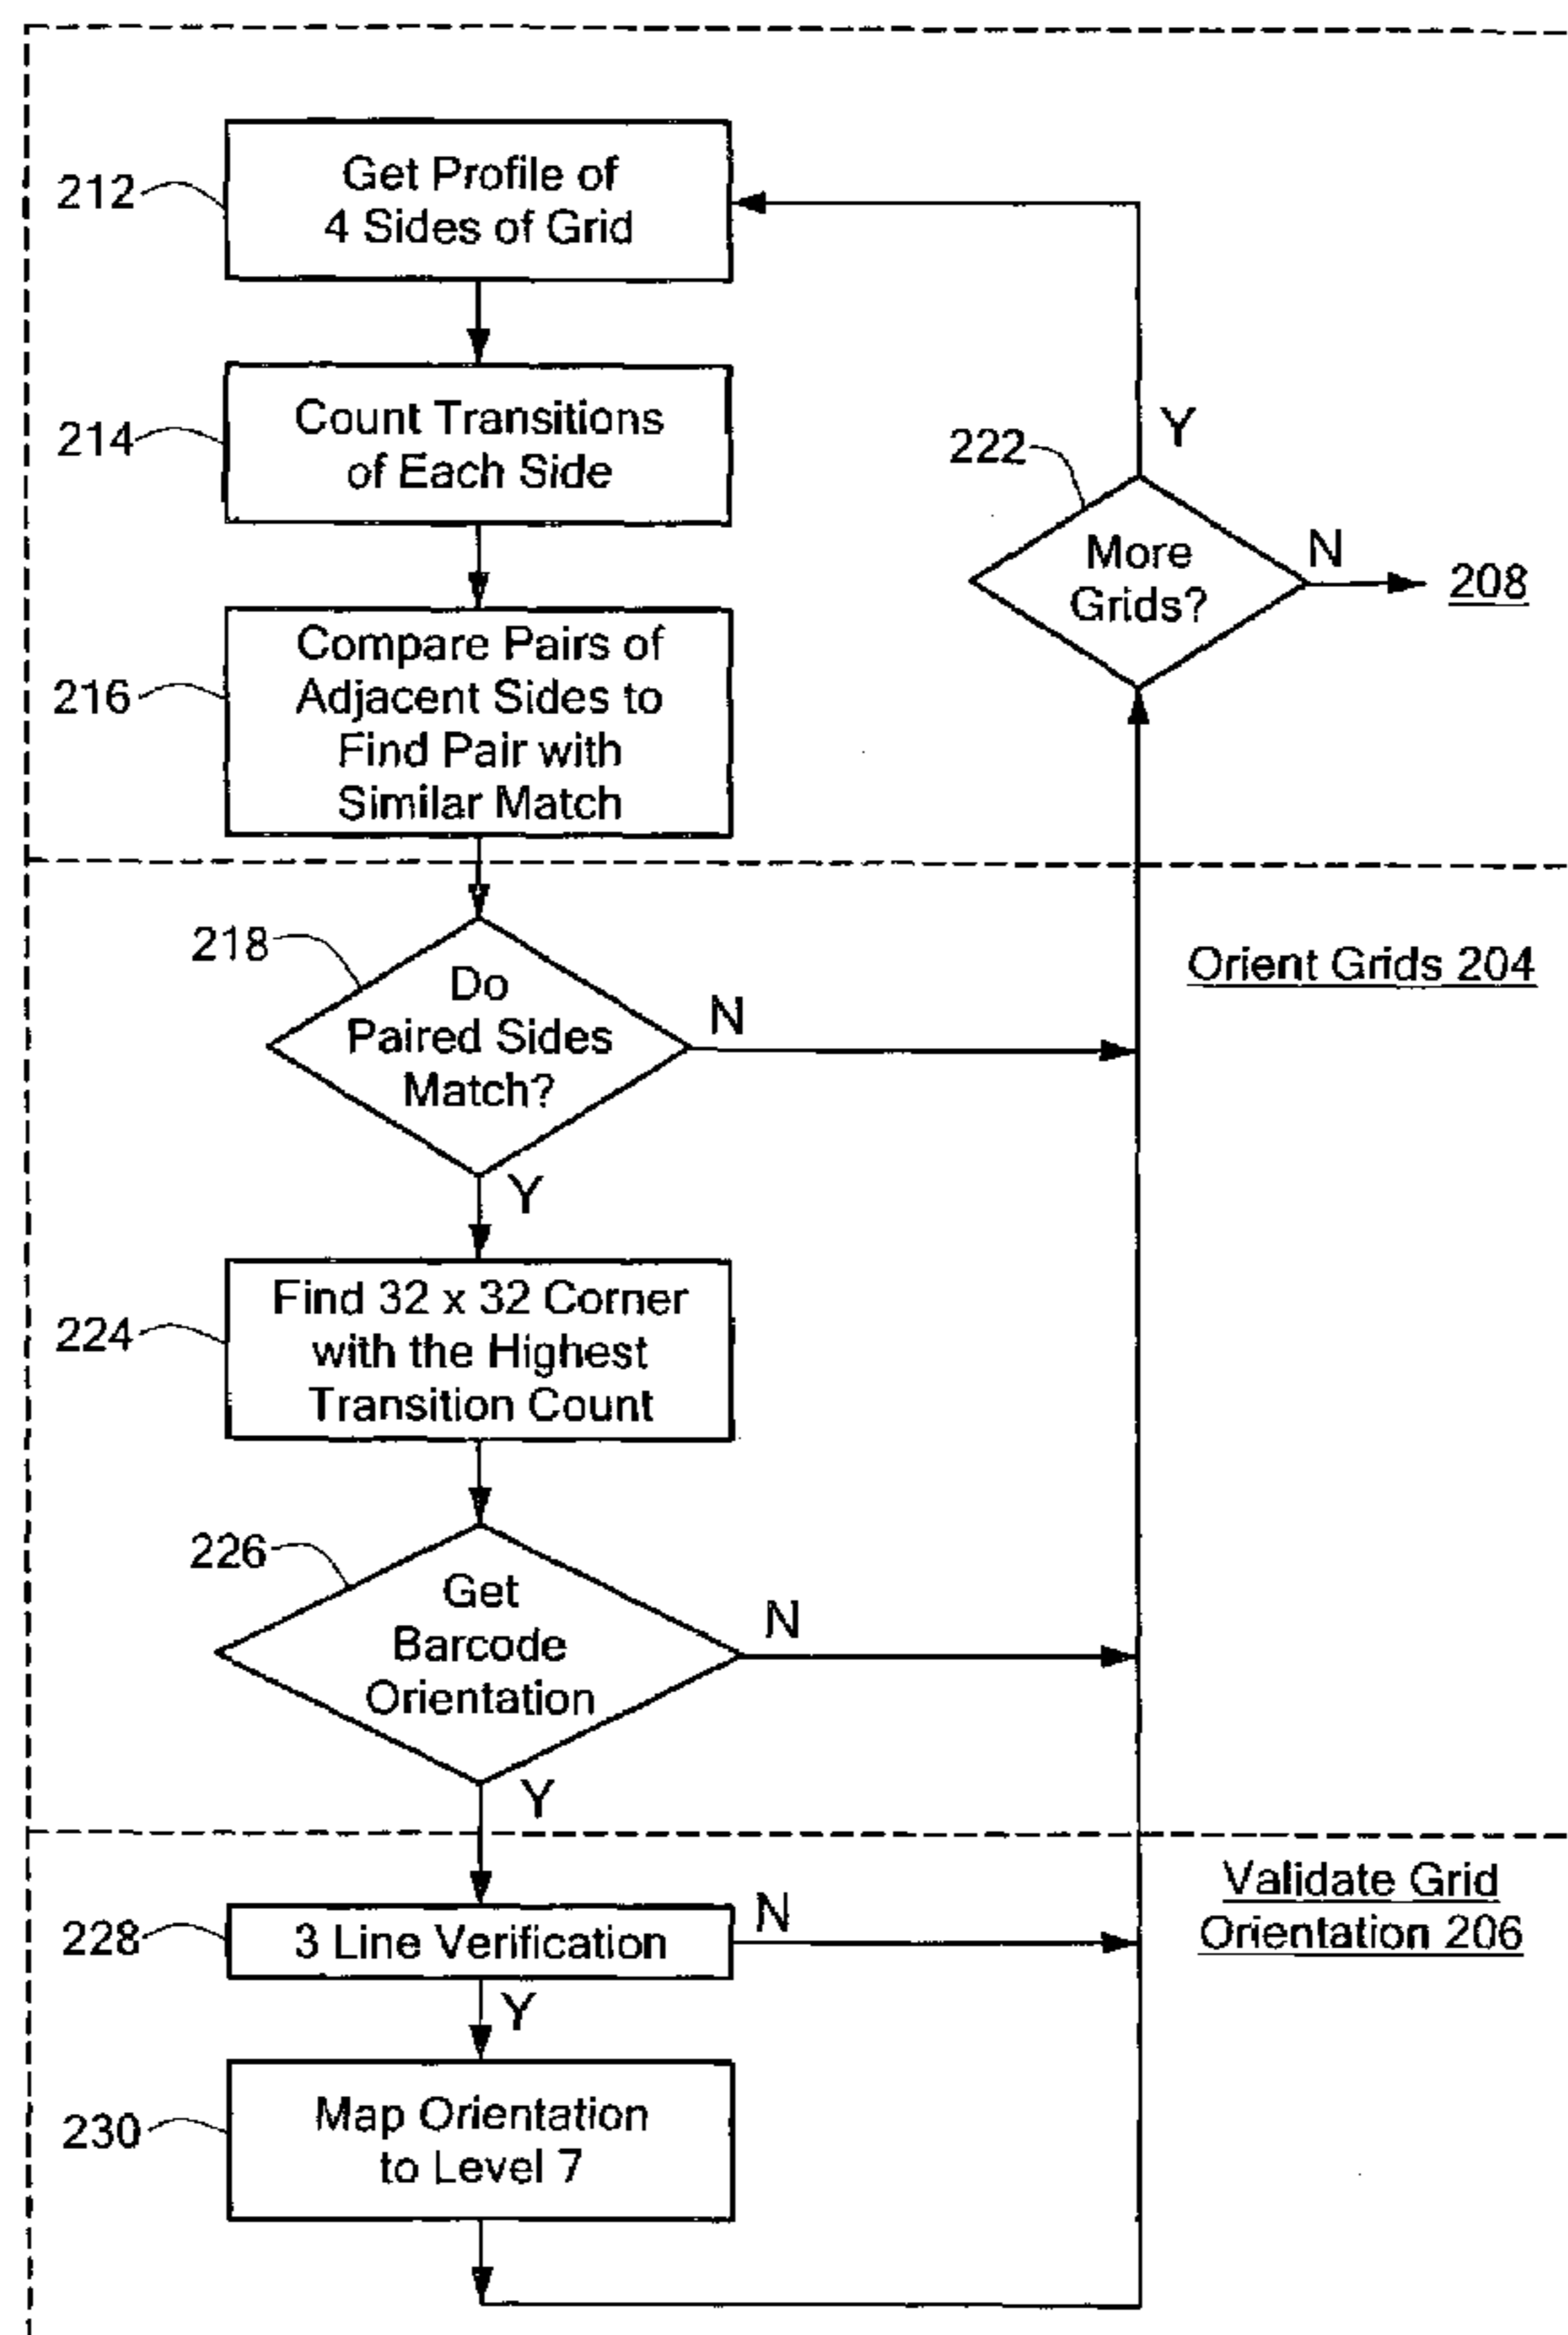 212
Get Profile of
4 Sides of Grid
214
Count Transitions
of Each Side
222
Y
More
Grids?
N
208
216
Compare Pairs of
Adjacent Sides to
Find Pair with
Similar Match
218
Do
Paired Sides
Match?
N
Y
Orient Grids 204
224
Find 32 x 32 Corner
with the Highest
Transition Count
226
Get
Barcode
Orientation
N
Y
Validate Grid
Orientation 206
228
3 Line Verification
N
Y
230
Map Orientation
to Level 7